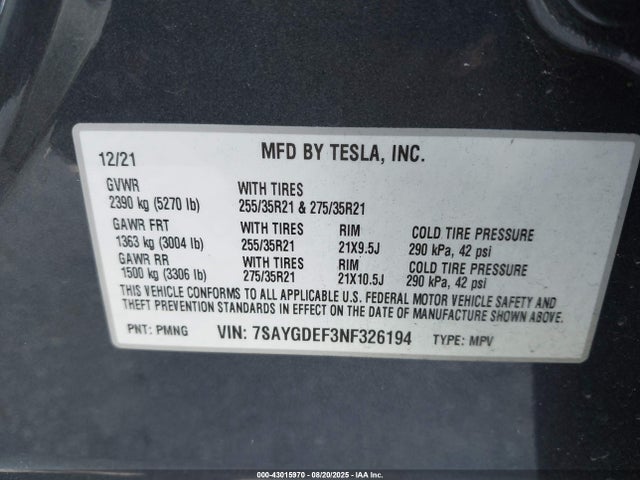 12/21 MFD BY TESLA, INC.
GVWR WITH TIRES
2390 kg (5270 lb) 255/35R21 & 275/35R21
GAWR FRT WITH TIRES RIM COLD TIRE PRESSURE
1363 kg (3004 lb) 255/35R21 21X9.5J 290 kPa, 42 psi
GAWR RR WITH TIRES RIM COLD TIRE PRESSURE
1500 kg (3306 lb) 275/35R21 21X10.5J 290 kPa, 42 psi
THIS VEHICLE CONFORMS TO ALL APPLICABLE U.S. FEDERAL MOTOR VEHICLE SAFETY AND
THEFT PREVENTION STANDARDS IN EFFECT ON THE DATE OF MANUFACTURE SHOWN ABOVE.
PNT: PMNG VIN: 7SAYGDEF3NF326194 TYPE: MPV
000-43015970 - 08/20/2025 - IAA Inc.